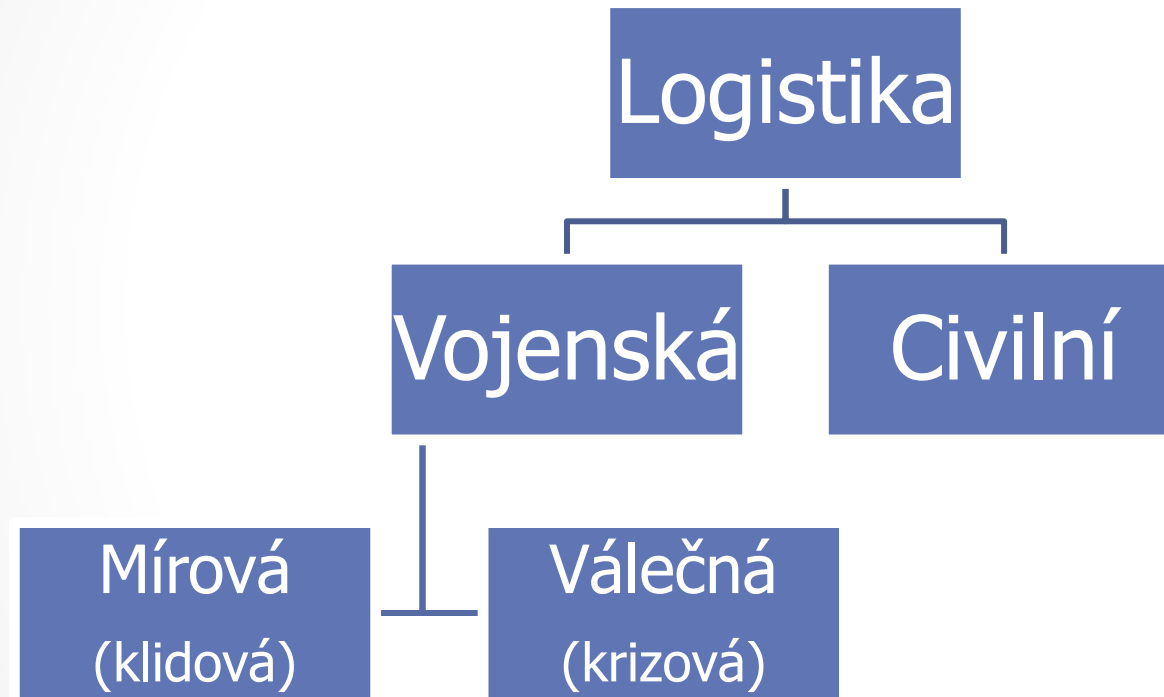 Logistika
Vojenská
Civilní
Mírová
(klidová)
Válečná
(krizová)